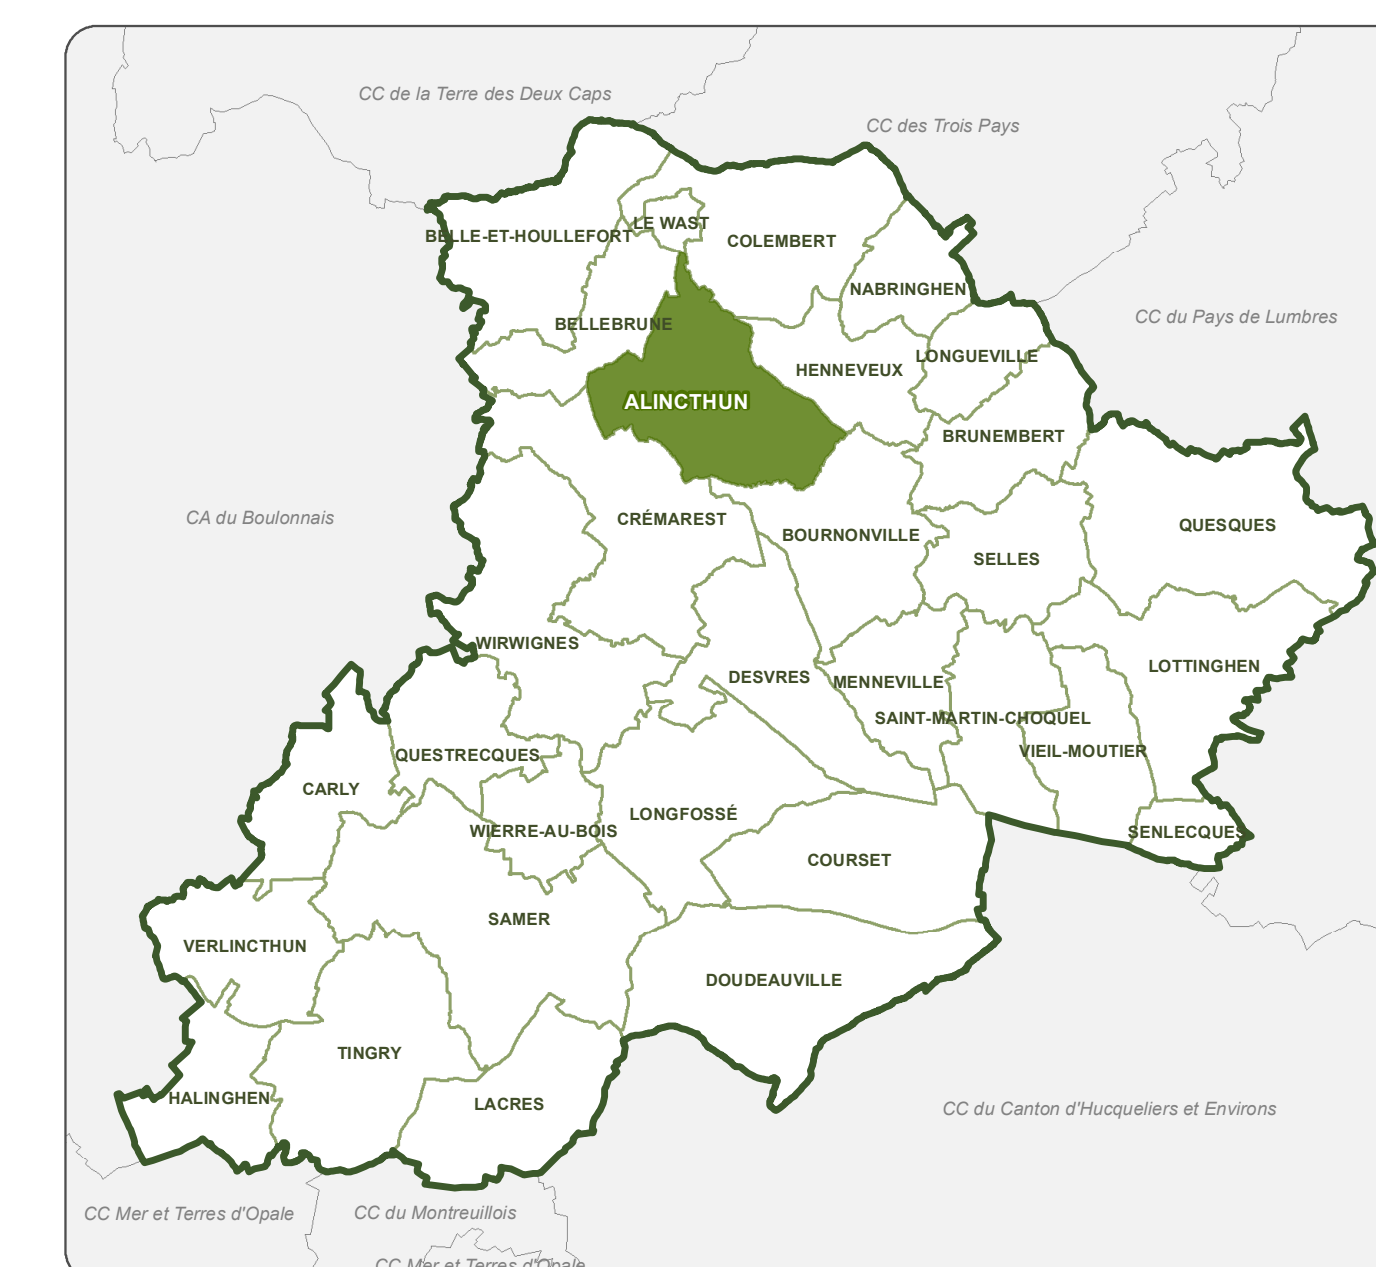 CC de la Terre des Deux Caps
CC des Trois Pays
LE WAST
BELLE-ET-HOULLEFORT
COLEMBERT
NABRINGHEN
CC du Pays de Lumbres
BELLEBRUNE
LONGUEVILLE
HENNEVEUX
ALINCTHUN
BRUNEMBERT
CA du Boulonnais
CRÉMAREST
QUESQUES
BOURNONVILLE
SELLES
WIRWIGNES
LOTTINGHEN
DESVRES
MENNEVILLE
SAINT-MARTIN-CHOQUEL
VIEIL-MOUTIER
QUESTRECQUES
CARLY
LONGFOSSÉ
WIERRE-AU-BOIS
SENLECQUES
COURSET
SAMER
VERLINCTHUN
DOUDEAUVILLE
TINGRY
HALINGHEN
LACRES
CC du Canton d'Hucqueliers et Environs
CC Mer et Terres d'Opale
CC du Montreuillois
CC Mer et Terres d'Opale